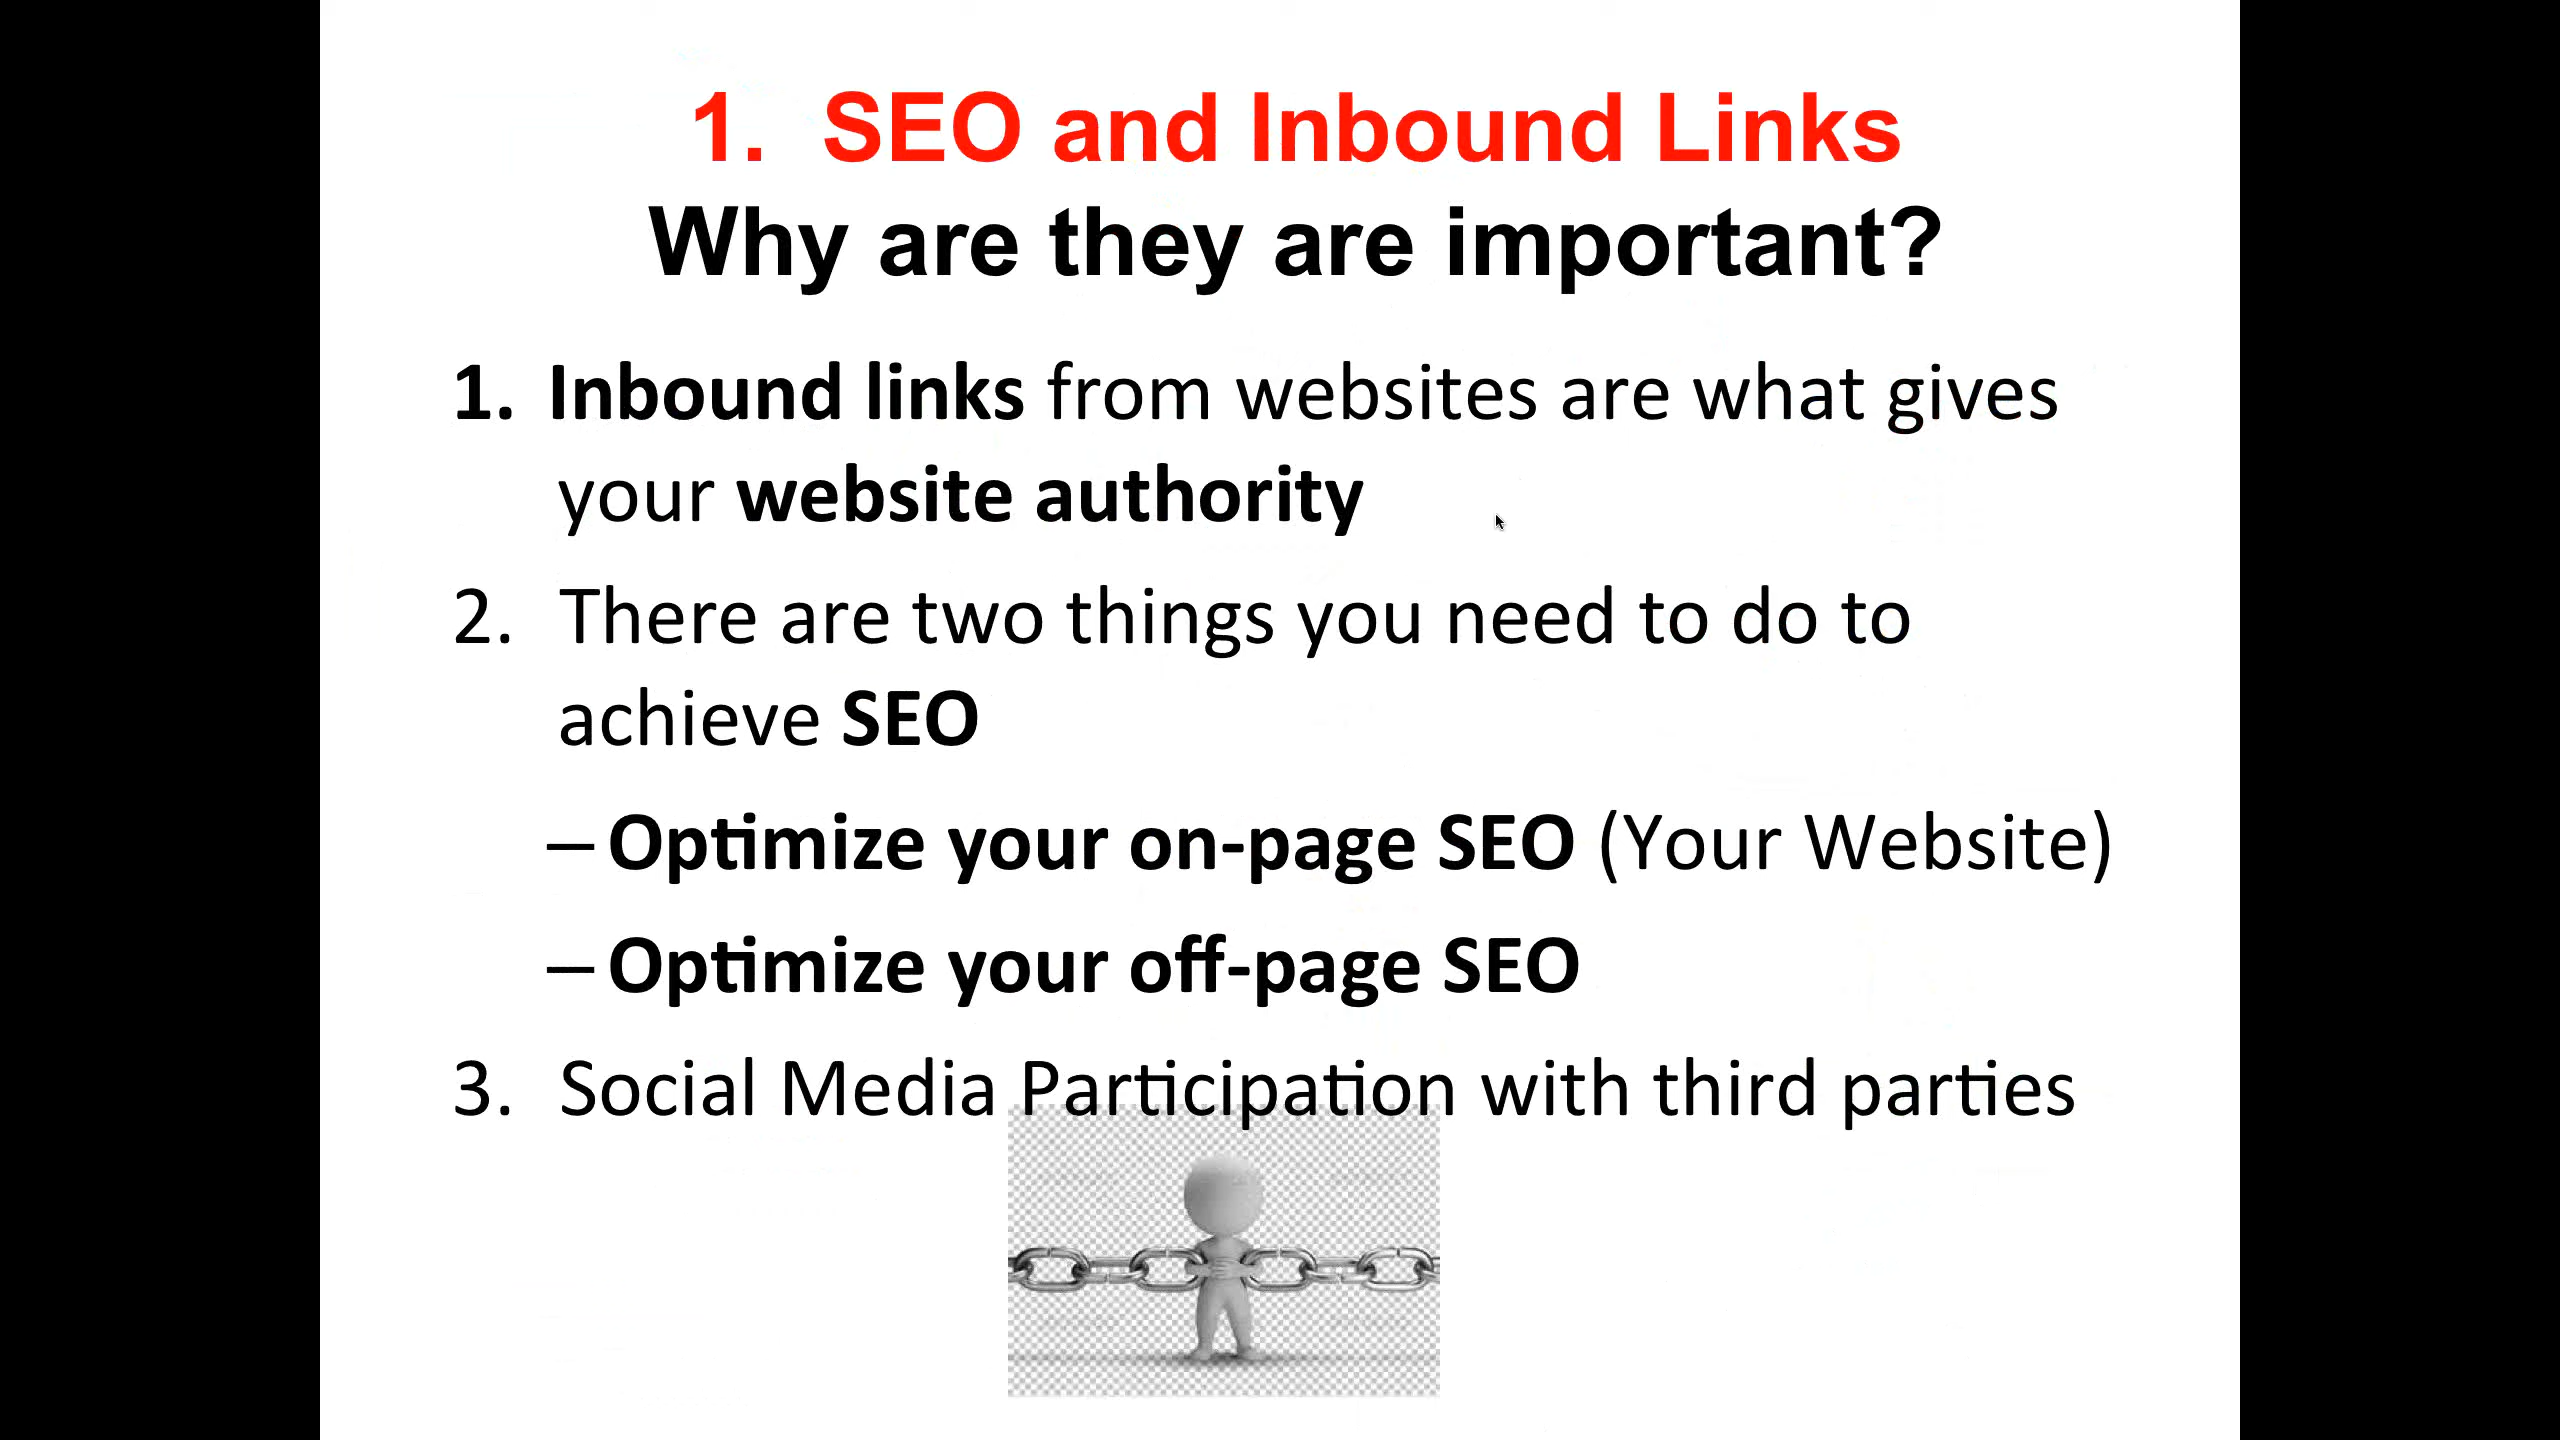 1. SEO and Inbound Links
Why are they are important?
1. Inbound links from websites are what gives
your website authority
2. There are two things you need to do to
achieve SEO
– Optimize your on-page SEO (Your Website)
– Optimize your off-page SEO
3. Social Media Participation with third parties